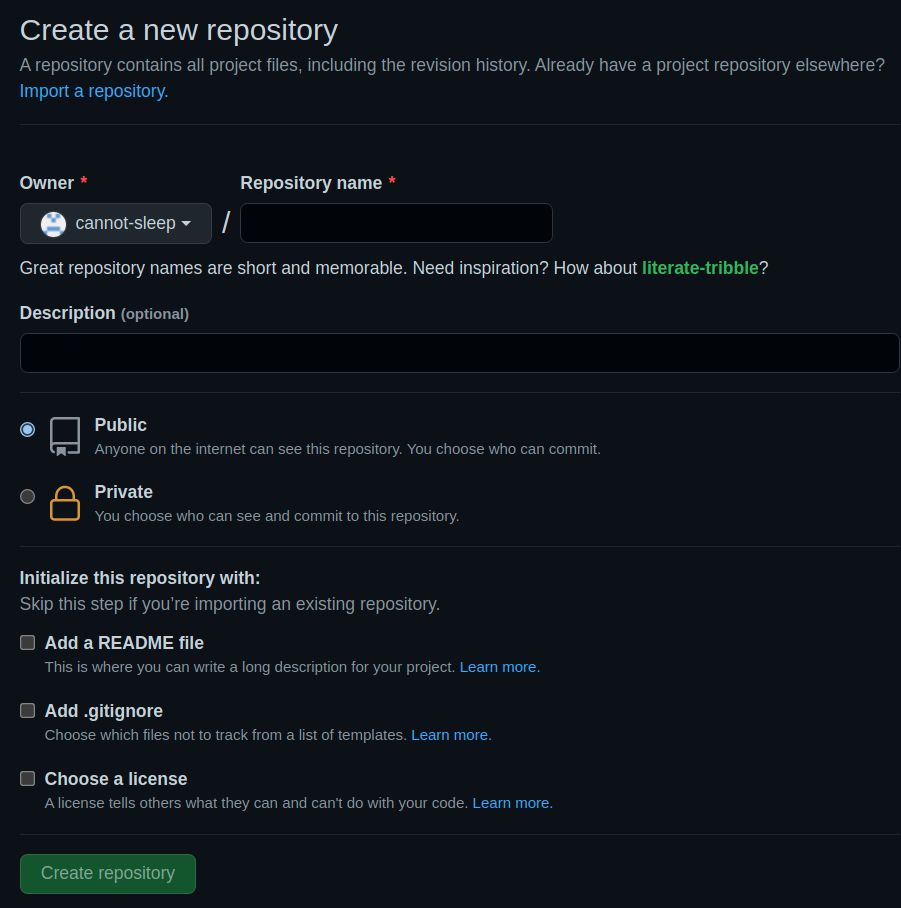 Create a new repository
A repository contains all project files, including the revision history. Already have a project repository elsewhere?
Import a repository.
Owner * Repository name *
cannot-sleep /
Great repository names are short and memorable. Need inspiration? How about literate-tribble?
Description (optional)
Public
Anyone on the internet can see this repository. You choose who can commit.
Private
You choose who can see and commit to this repository.
Initialize this repository with:
Skip this step if you’re importing an existing repository.
Add a README file
This is where you can write a long description for your project. Learn more.
Add .gitignore
Choose which files not to track from a list of templates. Learn more.
Choose a license
A license tells others what they can and can't do with your code. Learn more.
Create repository